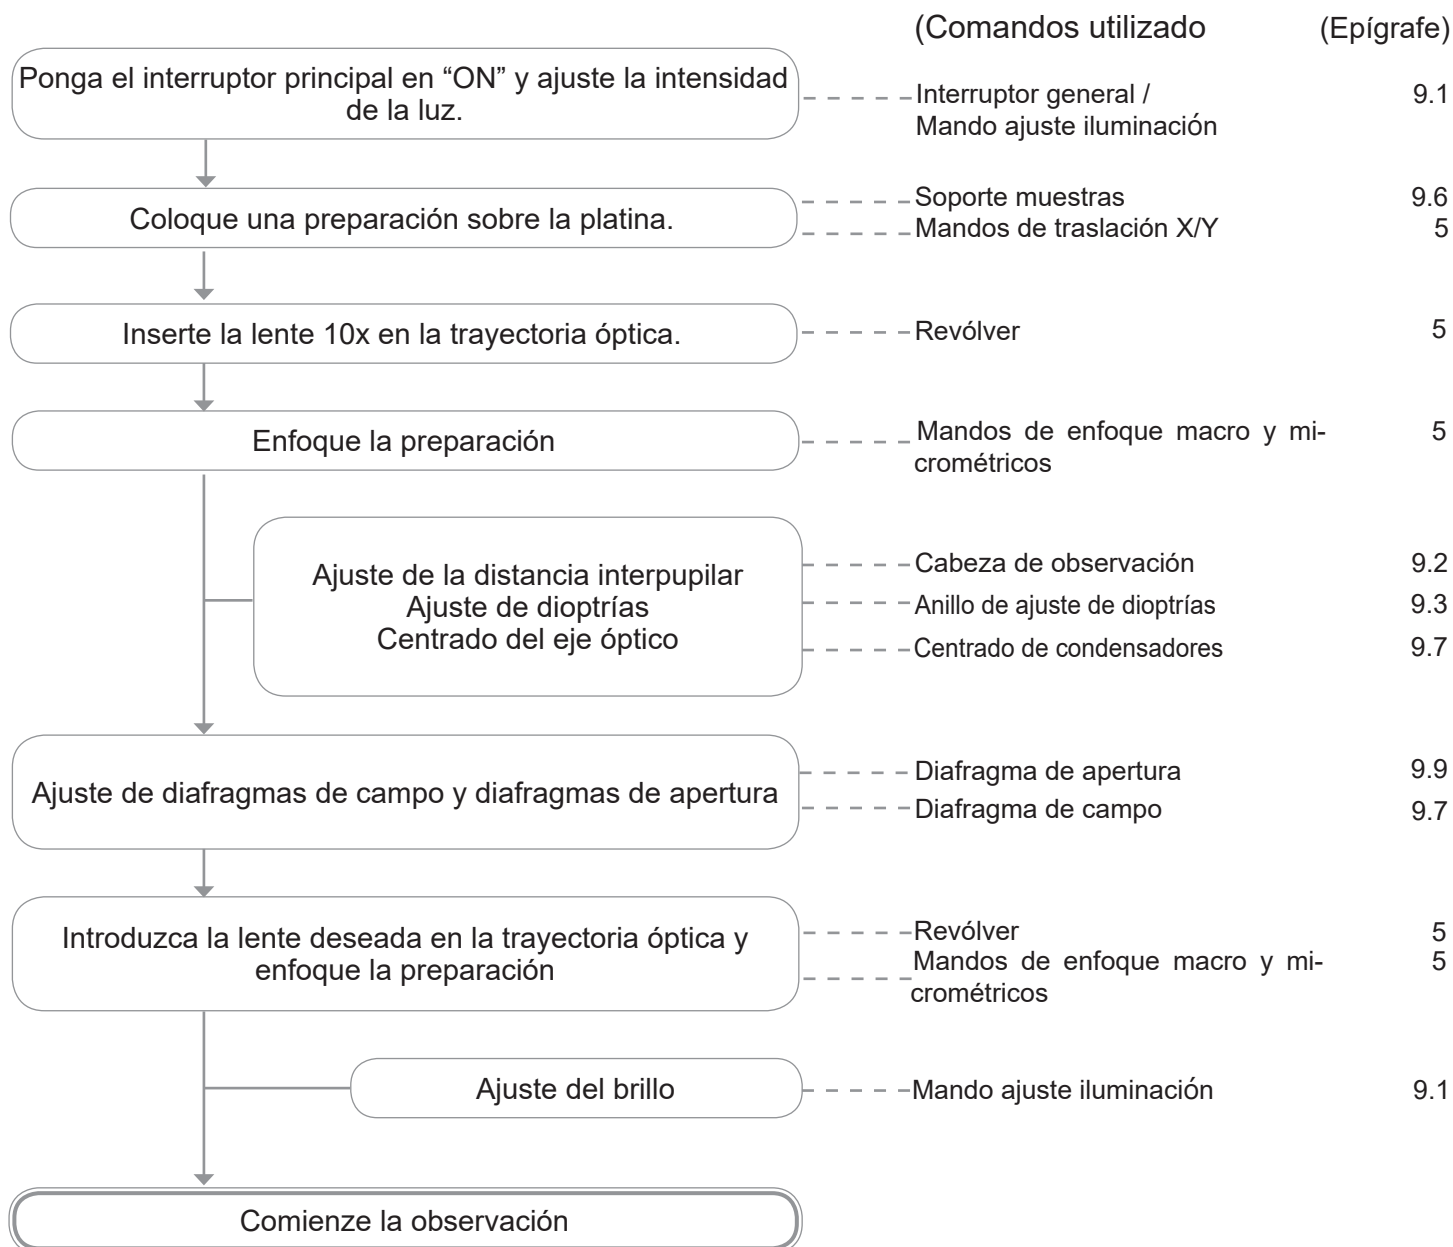 (Comandos utilizado (Epígrafe)
Ponga el interruptor principal en “ON” y ajuste la intensidad
de la luz.
Interruptor general / 9.1
Mando ajuste iluminación
Coloque una preparación sobre la platina.
Soporte muestras 9.6
Mandos de traslación X/Y 5
Inserte la lente 10x en la trayectoria óptica.
Revólver 5
Enfoque la preparación
Mandos de enfoque macro y mi- 5
crométricos
Ajuste de la distancia interpupilar
Ajuste de dioptrías
Centrado del eje óptico
Cabeza de observación 9.2
Anillo de ajuste de dioptrías 9.3
Centrado de condensadores 9.7
Ajuste de diafragmas de campo y diafragmas de apertura
Diafragma de apertura 9.9
Diafragma de campo 9.7
Introduzca la lente deseada en la trayectoria óptica y
enfoque la preparación
Revólver 5
Mandos de enfoque macro y mi- 5
crométricos
Ajuste del brillo
Mando ajuste iluminación 9.1
Comienze la observación